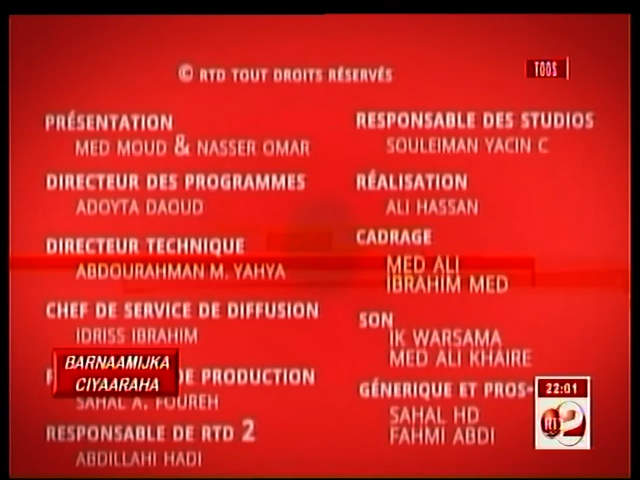 © RTD TOUT DROITS RÉSERVÉS
TOOS
PRÉSENTATION
MED MOUD & NASSER OMAR
DIRECTEUR DES PROGRAMMES
ADOYTA DAOUD
DIRECTEUR TECHNIQUE
ABDOURAHMAN M. YAHYA
CHEF DE SERVICE DE DIFFUSION
IDRISS IBRAHIM
DE PRODUCTION
SAHAL A. FOUREH
RESPONSABLE DE RTD 2
ABDILLAHI HADI
RESPONSABLE DES STUDIOS
SOULEIMAN YACIN C
RÉALISATION
ALI HASSAN
CADRAGE
MED ALI
IBRAHIM MED
SON
IK WARSAMA
MED ALI KHAIRE
GÉNERIQUE ET PROS-
SAHAL HD
FAHMI ABDI
BARNAAMIJKA
CIYAARAHA
22:01
2